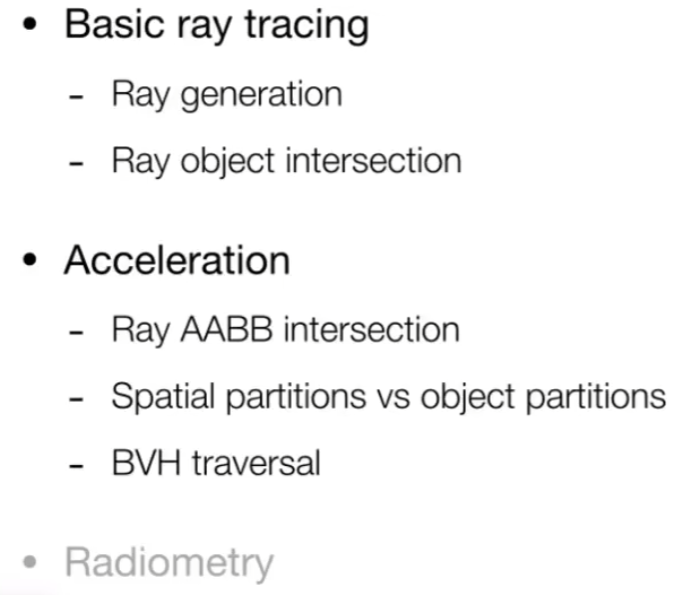 • Basic ray tracing
- Ray generation
- Ray object intersection
• Acceleration
- Ray AABB intersection
- Spatial partitions vs object partitions
- BVH traversal
• Radiometry